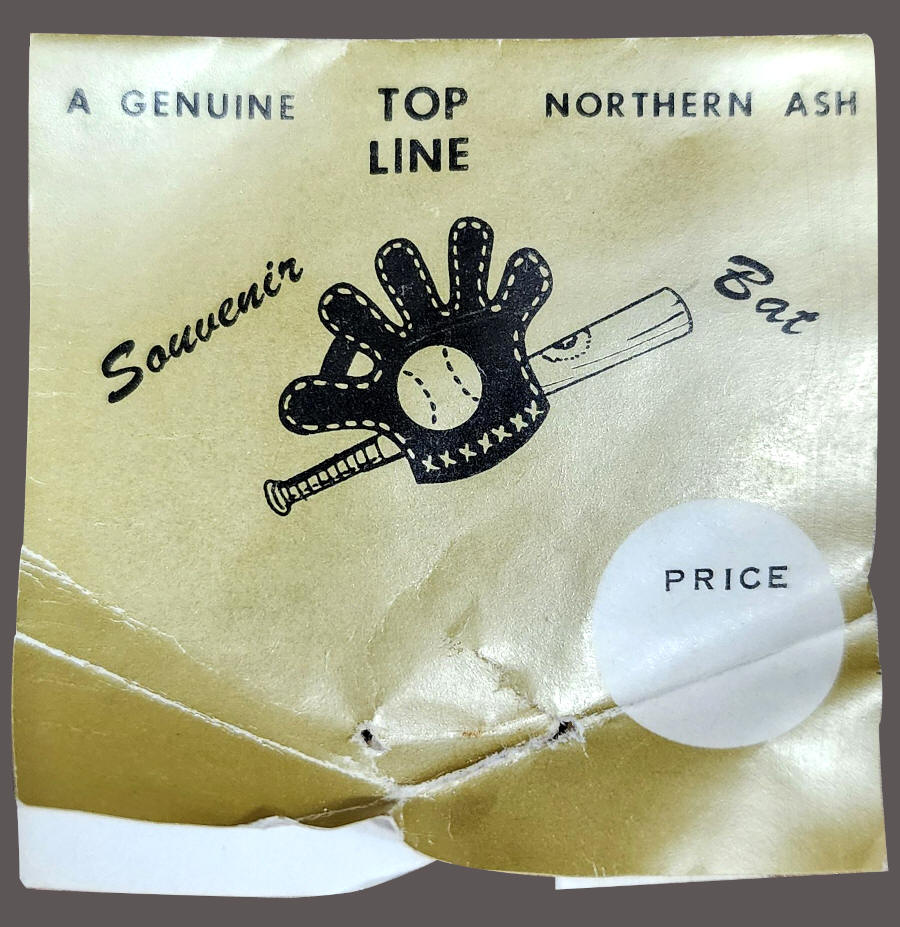 A GENUINE TOP LINE NORTHERN ASH
Souvenir Bat
PRICE